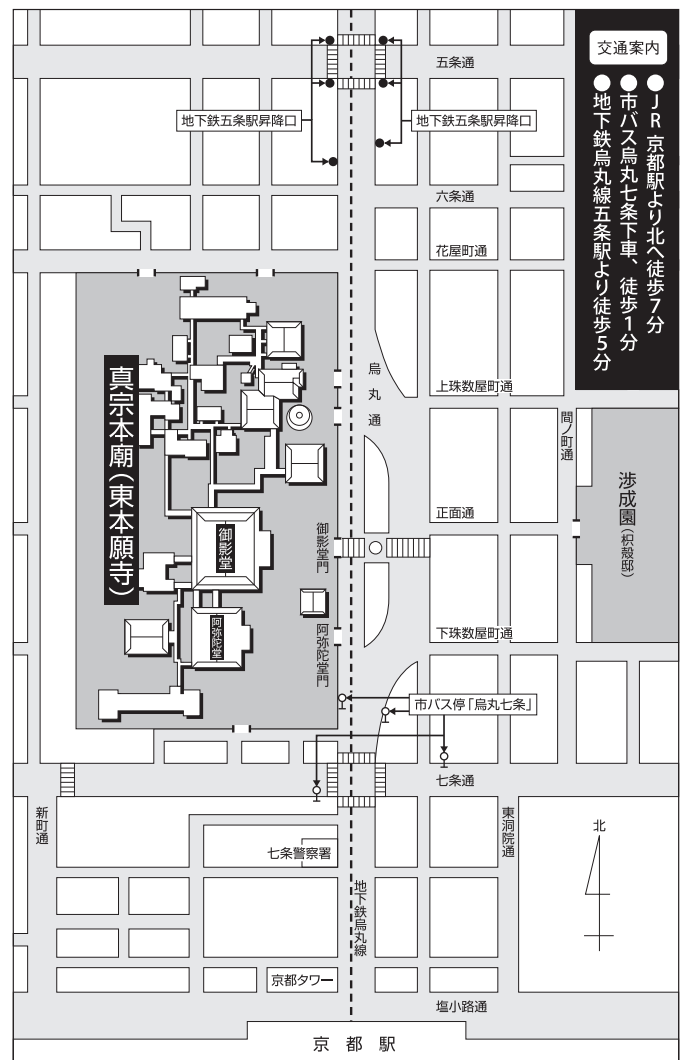 交通案内
●JR京都駅より北へ徒歩7分
●市バス烏丸七条下車、徒歩1分
●地下鉄烏丸線五条駅より徒歩5分
五条通
地下鉄五条駅昇降口
地下鉄五条駅昇降口
六条通
花屋町通
烏丸通
上珠数屋町通
間ノ町通
真宗本廟（東本願寺）
渉成園（枳殻邸）
正面通
御影堂
御影堂門
阿弥陀堂
阿弥陀堂門
下珠数屋町通
市バス停「烏丸七条」
七条通
新町通
東洞院通
北
七条警察署
地下鉄烏丸線
京都タワー
塩小路通
京都駅